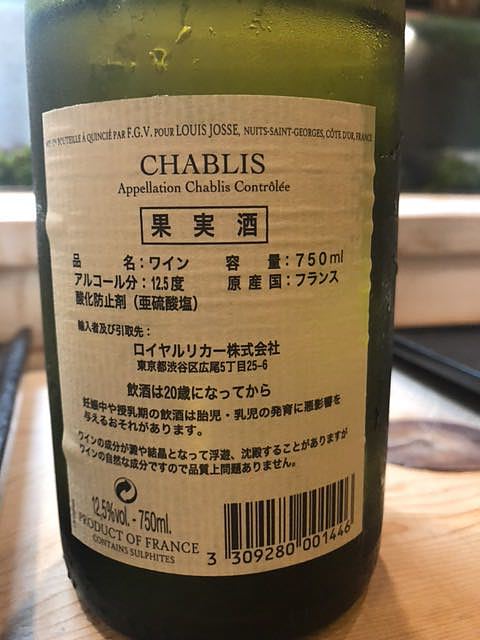 EN BOUTEILLE À QUINCIÉ PAR F.G.V. POUR LOUIS JOSSE, NUITS-SAINT-GEORGES, CÔTE D'OR, FRANCE
CHABLIS
Appellation Chablis Contrôlée
果実酒
品名：ワイン 容量：750ml
アルコール分：12.5度 原産国：フランス
酸化防止剤（亜硫酸塩）
輸入者及び引取先：
ロイヤルリカー株式会社
東京都渋谷区広尾5丁目25-6
飲酒は20歳になってから
妊娠中や授乳期の飲酒は胎児・乳児の発育に悪影響を
与えるおそれがあります。
ワインの成分が澱や結晶となって浮遊、沈殿することがありますが
ワインの自然な成分ですので品質上問題ありません。
12,5%vol. - 750ml.
PRODUCT OF FRANCE
CONTAINS SULPHITES
3 309280 001446